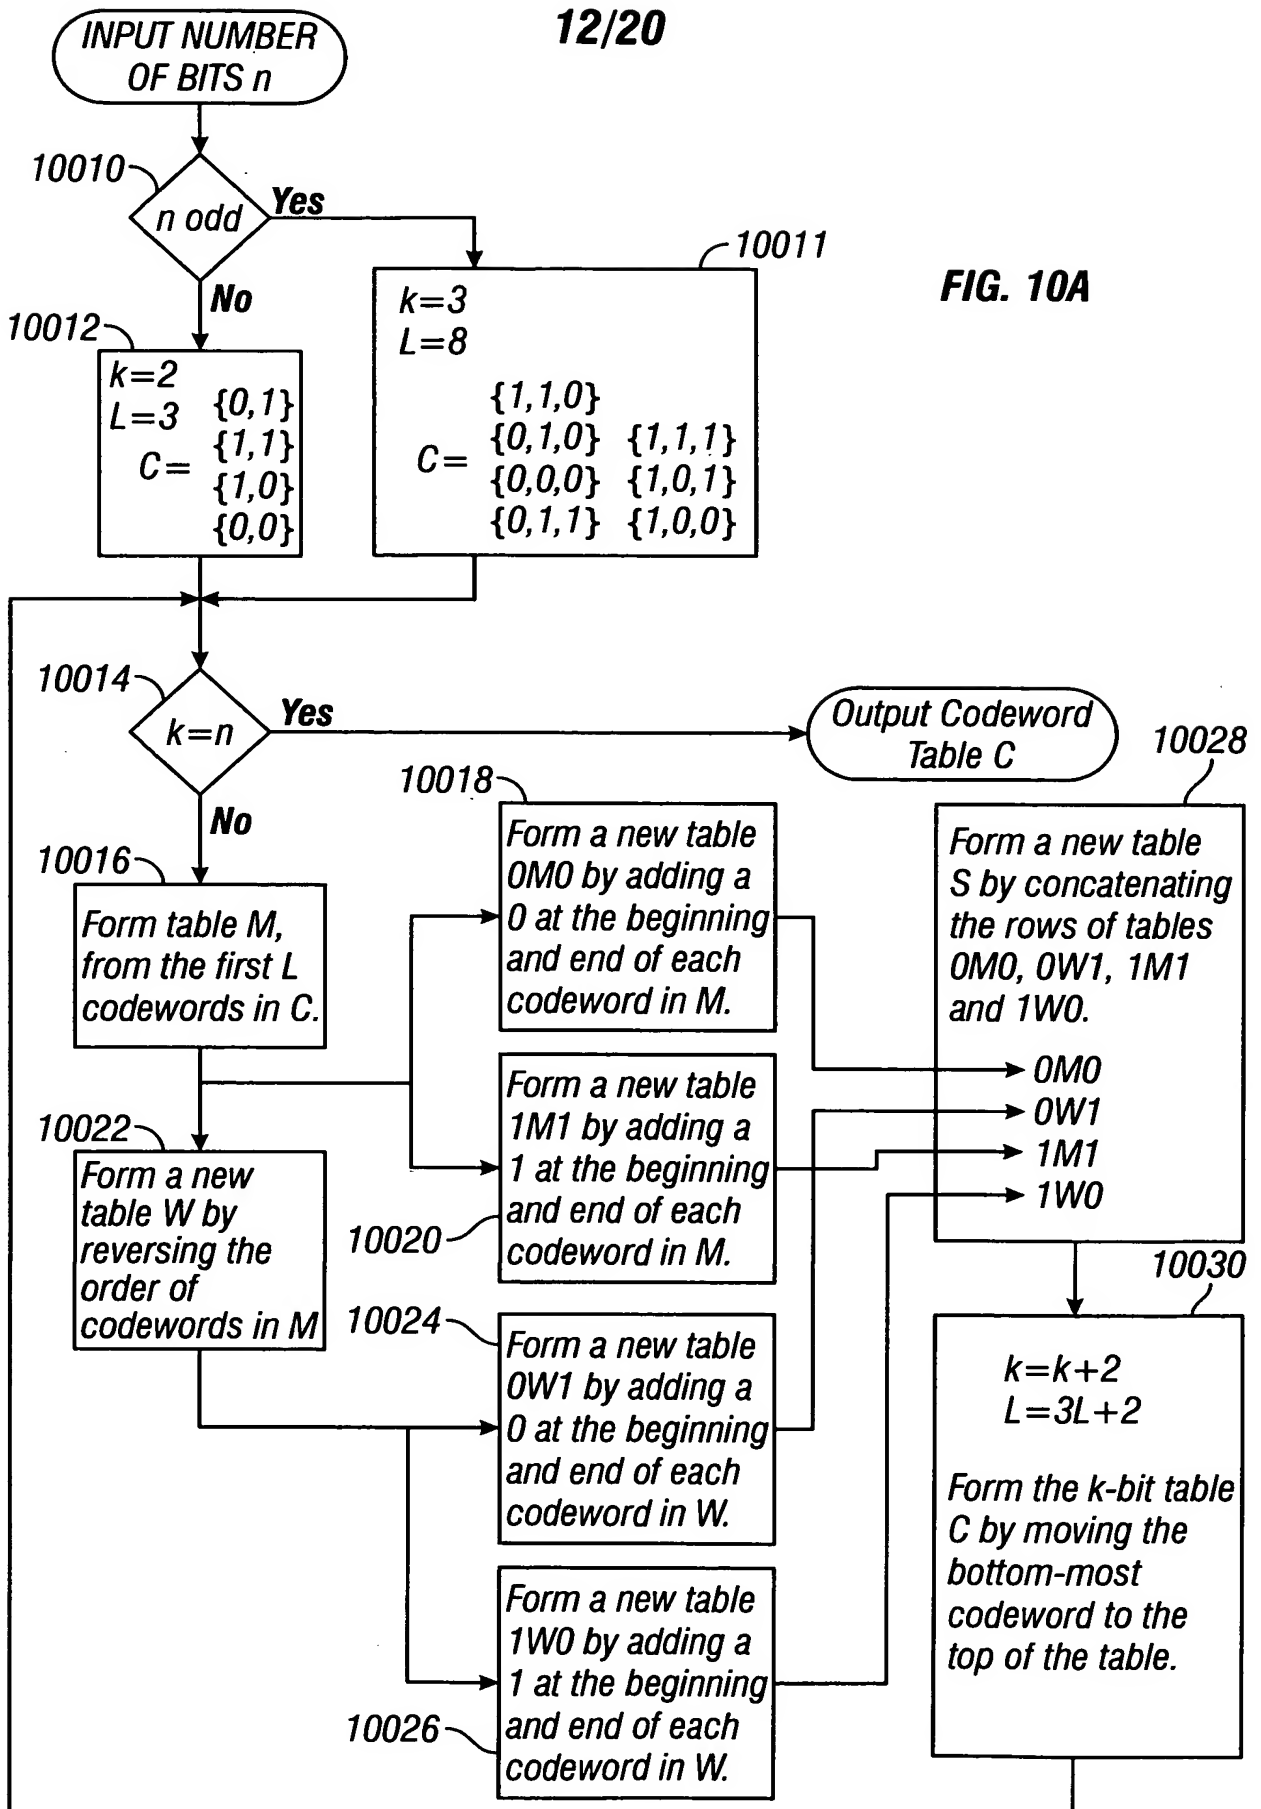 12/20
INPUT NUMBER
OF BITS n
10010
n odd
Yes
No
10011
k=3
L=8
{1,1,0}
{0,1,0} {1,1,1}
C= {0,0,0} {1,0,1}
{0,1,1} {1,0,0}
FIG. 10A
10012
k=2
L=3 {0,1}
{1,1}
C= {1,0}
{0,0}
10014
k=n
Yes
No
Output Codeword
Table C
10016
Form table M,
from the first L
codewords in C.
10018
Form a new table
0M0 by adding a
0 at the beginning
and end of each
codeword in M.
10020
Form a new table
1M1 by adding a
1 at the beginning
and end of each
codeword in M.
10022
Form a new
table W by
reversing the
order of
codewords in M
10024
Form a new table
0W1 by adding a
0 at the beginning
and end of each
codeword in W.
10026
Form a new table
1W0 by adding a
1 at the beginning
and end of each
codeword in W.
10028
Form a new table
S by concatenating
the rows of tables
0M0, 0W1, 1M1
and 1W0.
0M0
0W1
1M1
1W0
10030
k=k+2
L=3L+2
Form the k-bit table
C by moving the
bottom-most
codeword to the
top of the table.